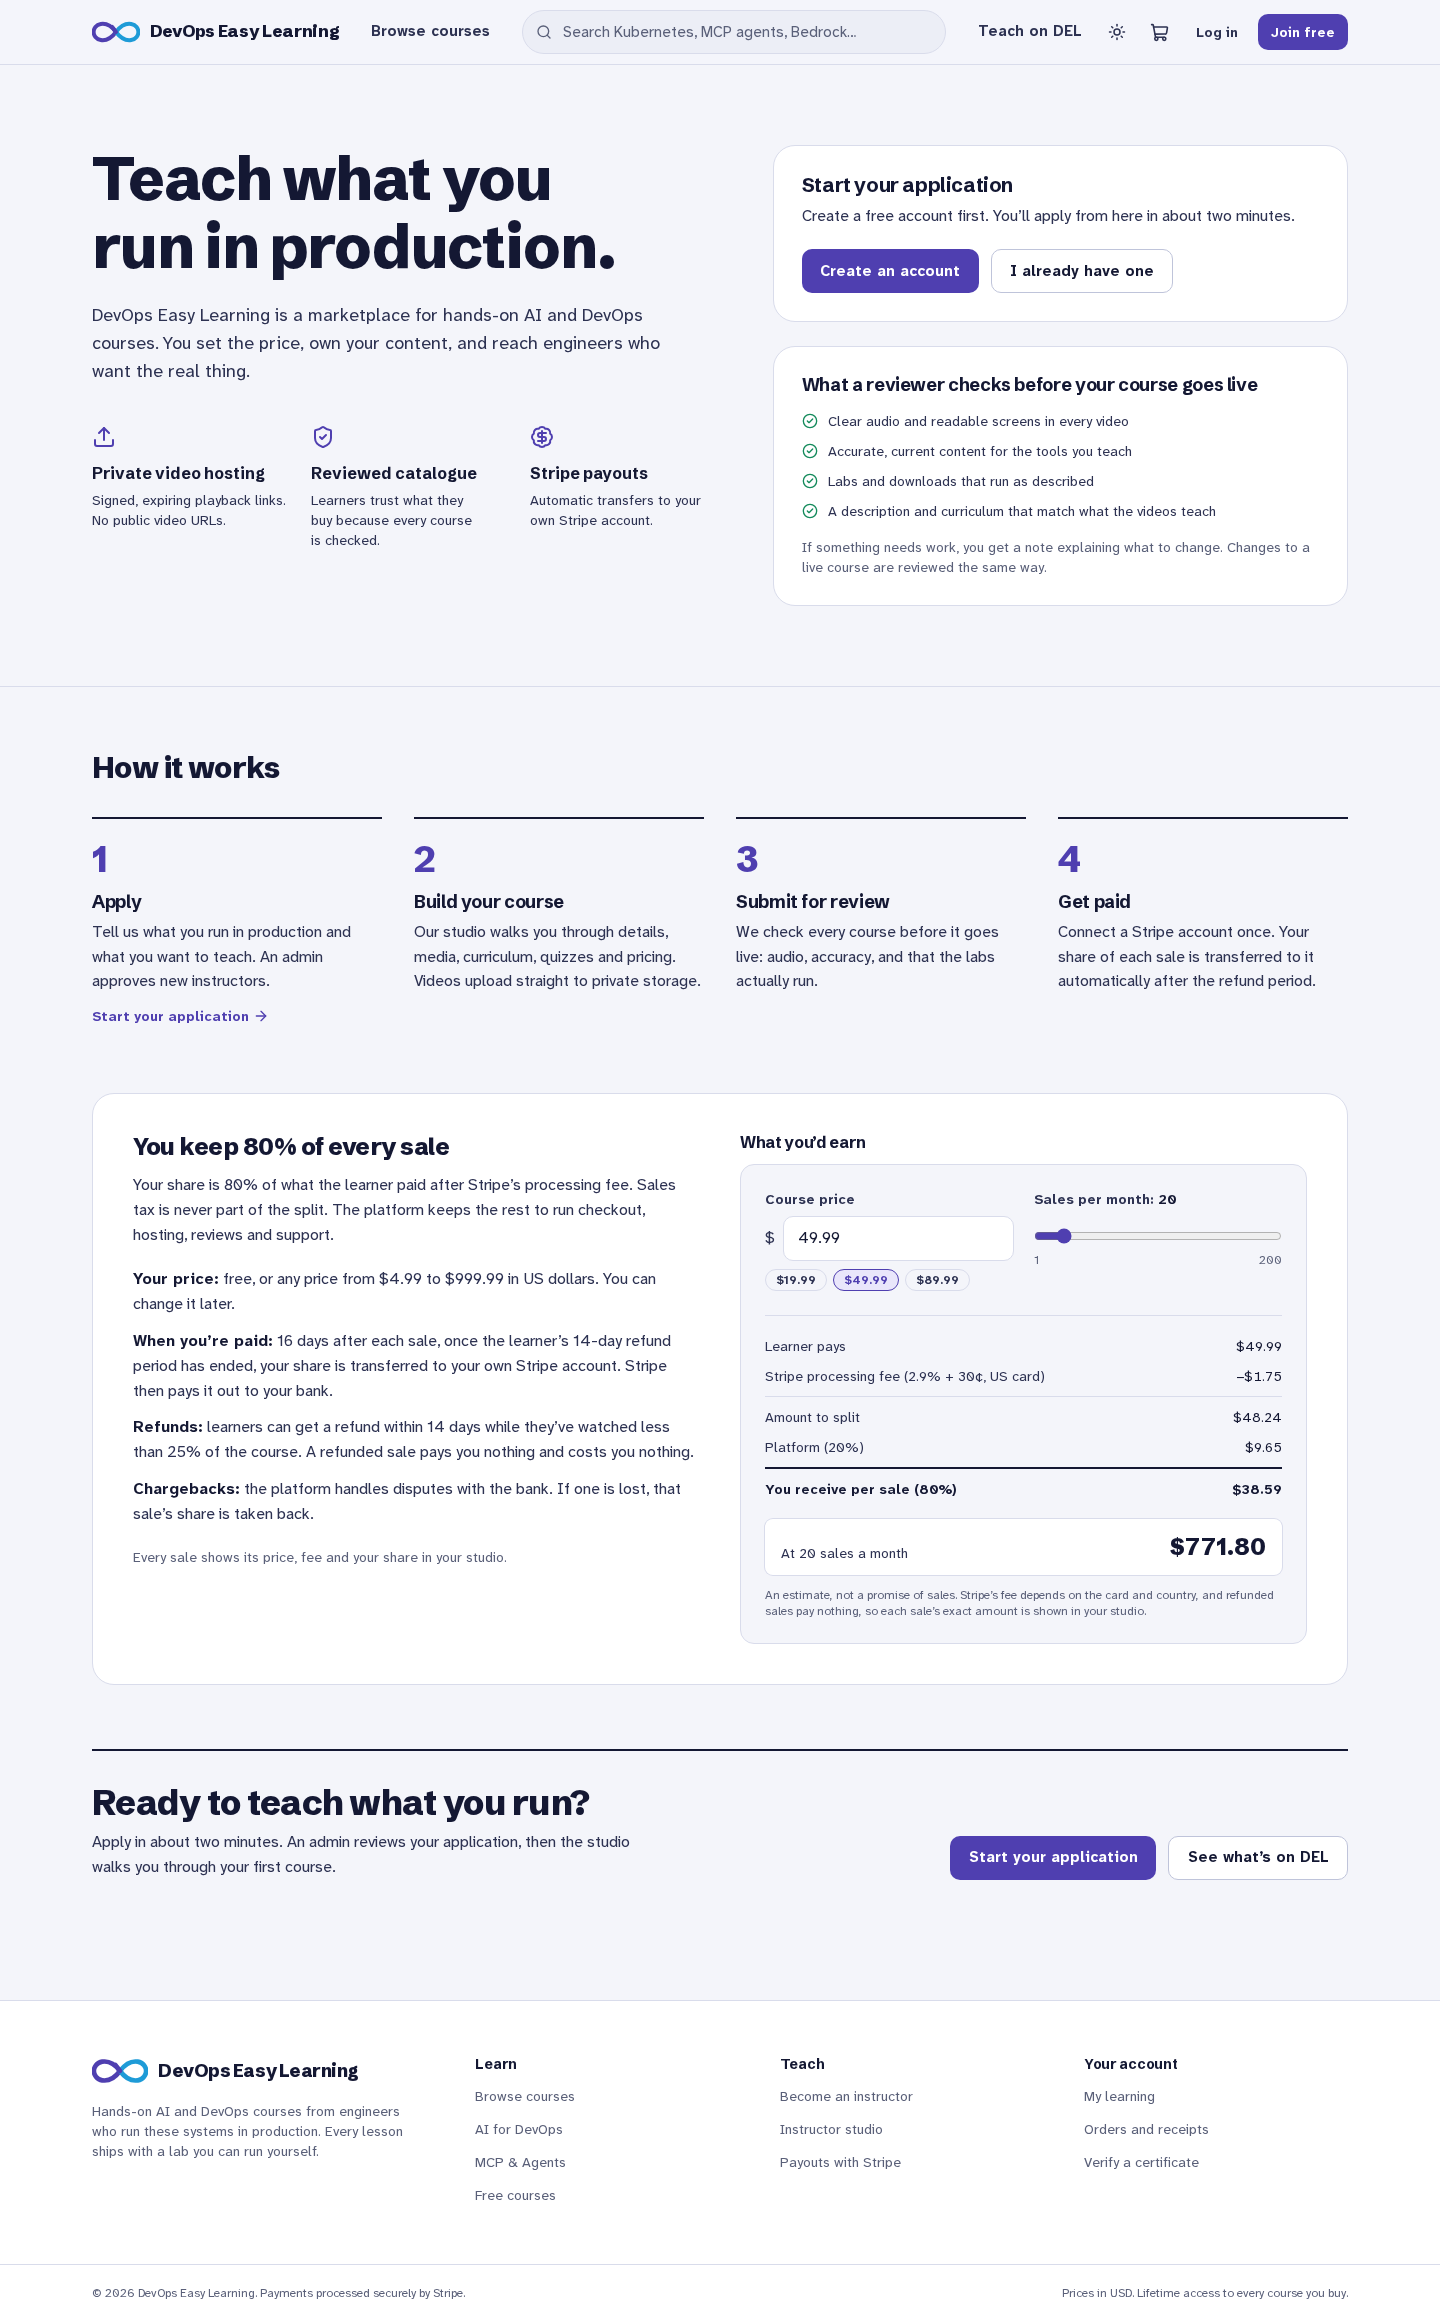 DevOps Easy Learning
Browse courses
Search Kubernetes, MCP agents, Bedrock...
Teach on DEL
Log in
Join free
Teach what you
run in production.
DevOps Easy Learning is a marketplace for hands-on AI and DevOps
courses. You set the price, own your content, and reach engineers who
want the real thing.
Private video hosting
Signed, expiring playback links.
No public video URLs.
Reviewed catalogue
Learners trust what they
buy because every course
is checked.
Stripe payouts
Automatic transfers to your
own Stripe account.
Start your application
Create a free account first. You’ll apply from here in about two minutes.
Create an account
I already have one
What a reviewer checks before your course goes live
Clear audio and readable screens in every video
Accurate, current content for the tools you teach
Labs and downloads that run as described
A description and curriculum that match what the videos teach
If something needs work, you get a note explaining what to change. Changes to a
live course are reviewed the same way.
How it works
1
Apply
Tell us what you run in production and
what you want to teach. An admin
approves new instructors.
Start your application →
2
Build your course
Our studio walks you through details,
media, curriculum, quizzes and pricing.
Videos upload straight to private storage.
3
Submit for review
We check every course before it goes
live: audio, accuracy, and that the labs
actually run.
4
Get paid
Connect a Stripe account once. Your
share of each sale is transferred to it
automatically after the refund period.
You keep 80% of every sale
Your share is 80% of what the learner paid after Stripe’s processing fee. Sales
tax is never part of the split. The platform keeps the rest to run checkout,
hosting, reviews and support.
Your price: free, or any price from $4.99 to $999.99 in US dollars. You can
change it later.
When you’re paid: 16 days after each sale, once the learner’s 14-day refund
period has ended, your share is transferred to your own Stripe account. Stripe
then pays it out to your bank.
Refunds: learners can get a refund within 14 days while they’ve watched less
than 25% of the course. A refunded sale pays you nothing and costs you nothing.
Chargebacks: the platform handles disputes with the bank. If one is lost, that
sale’s share is taken back.
Every sale shows its price, fee and your share in your studio.
What you’d earn
Course price
$ 49.99
$19.99 $49.99 $89.99
Sales per month: 20
1 200
Learner pays $49.99
Stripe processing fee (2.9% + 30¢, US card) −$1.75
Amount to split $48.24
Platform (20%) $9.65
You receive per sale (80%) $38.59
At 20 sales a month $771.80
An estimate, not a promise of sales. Stripe’s fee depends on the card and country, and refunded
sales pay nothing, so each sale’s exact amount is shown in your studio.
Ready to teach what you run?
Apply in about two minutes. An admin reviews your application, then the studio
walks you through your first course.
Start your application
See what’s on DEL
DevOps Easy Learning
Hands-on AI and DevOps courses from engineers
who run these systems in production. Every lesson
ships with a lab you can run yourself.
Learn
Browse courses
AI for DevOps
MCP & Agents
Free courses
Teach
Become an instructor
Instructor studio
Payouts with Stripe
Your account
My learning
Orders and receipts
Verify a certificate
© 2026 DevOps Easy Learning. Payments processed securely by Stripe.
Prices in USD. Lifetime access to every course you buy.